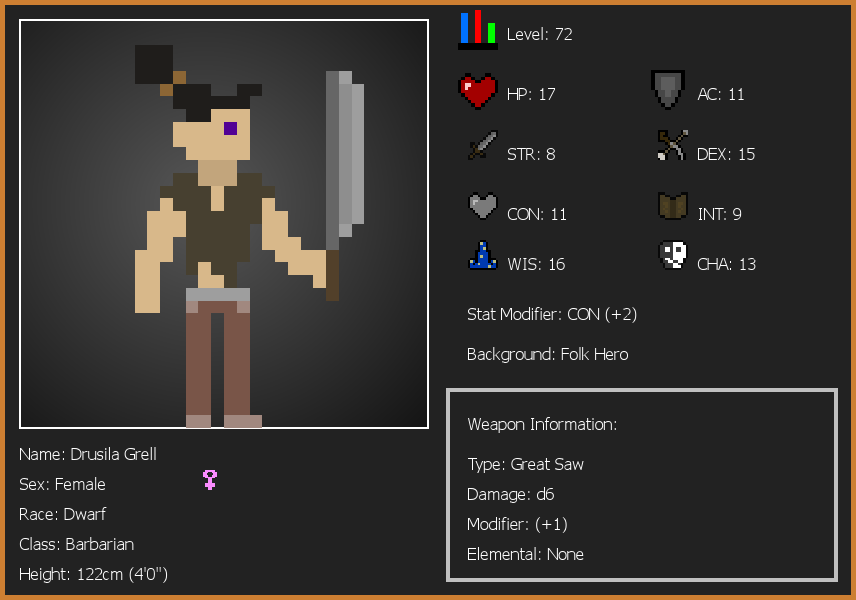 Level: 72
HP: 17
AC: 11
STR: 8
DEX: 15
CON: 11
INT: 9
WIS: 16
CHA: 13
Stat Modifier: CON (+2)
Background: Folk Hero
Weapon Information:
Type: Great Saw
Damage: d6
Modifier: (+1)
Elemental: None
Name: Drusila Grell
Sex: Female
Race: Dwarf
Class: Barbarian
Height: 122cm (4'0")